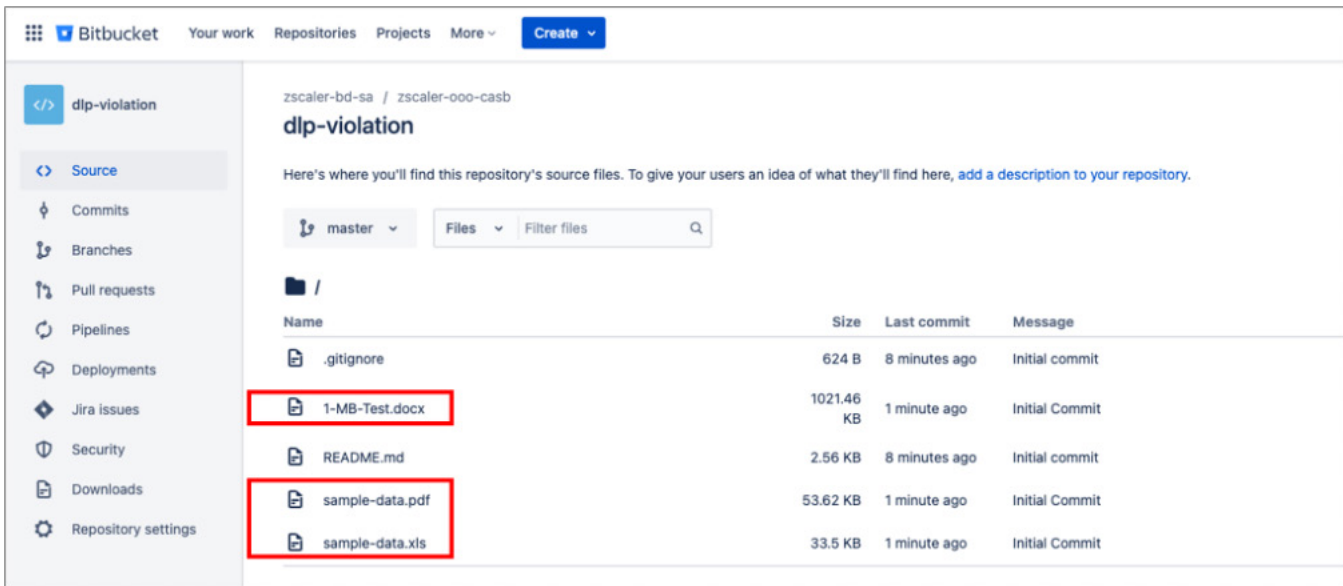 Bitbucket Your work Repositories Projects More Create
dlp-violation
Source
Commits
Branches
Pull requests
Pipelines
Deployments
Jira issues
Security
Downloads
Repository settings
zscaler-bd-sa / zscaler-ooo-casb
dlp-violation
Here's where you'll find this repository's source files. To give your users an idea of what they'll find here, add a description to your repository.
master Files Filter files
/
Name Size Last commit Message
.gitignore 624 B 8 minutes ago Initial commit
1-MB-Test.docx 1021.46 KB 1 minute ago Initial Commit
README.md 2.56 KB 8 minutes ago Initial commit
sample-data.pdf 53.62 KB 1 minute ago Initial Commit
sample-data.xls 33.5 KB 1 minute ago Initial Commit